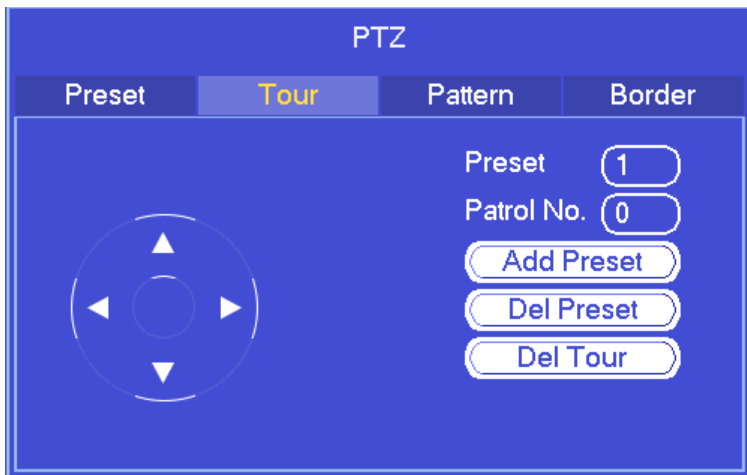 PTZ
Preset Tour Pattern Border
Preset 1
Patrol No. 0
Add Preset
Del Preset
Del Tour